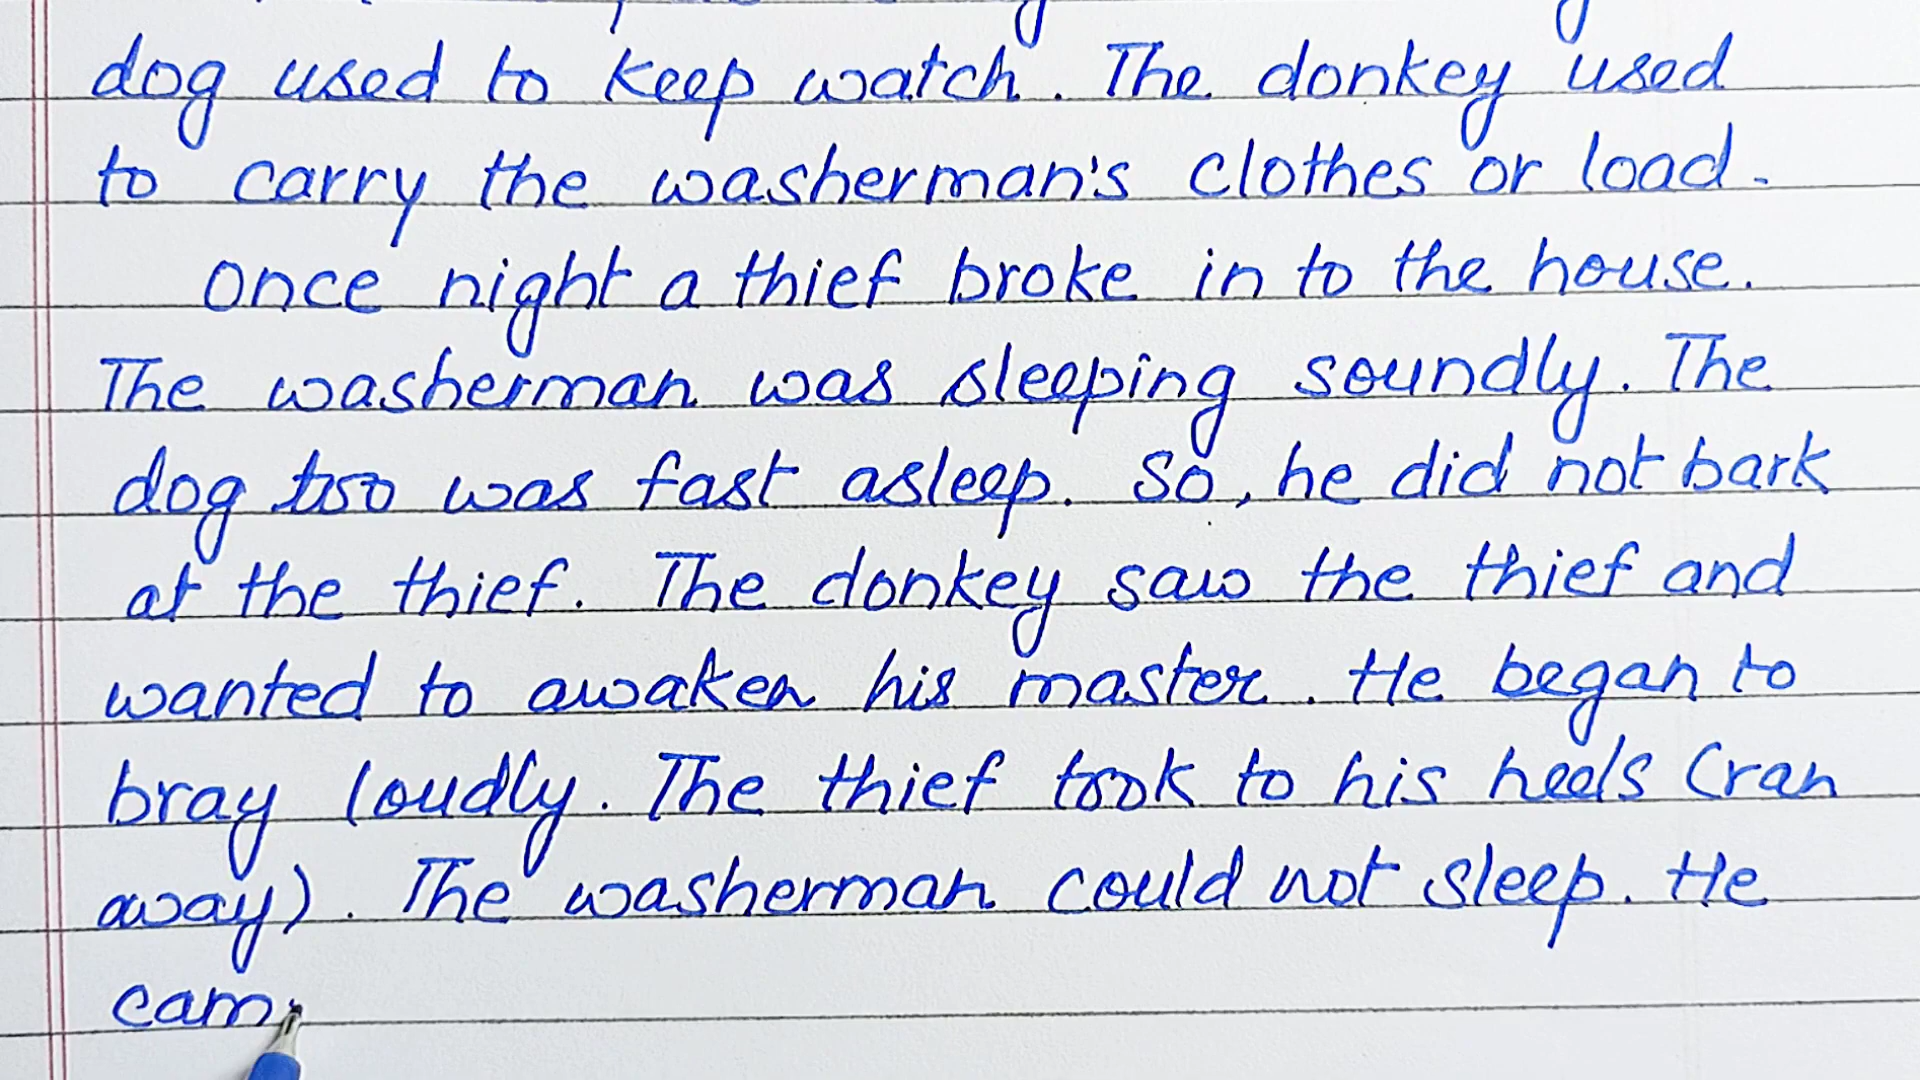 dog used to keep watch. The donkey used
to carry the washerman's clothes or load.
once night a thief broke in to the house.
The washerman was sleeping soundly. The
dog too was fast asleep. So, he did not bark
at the thief. The donkey saw the thief and
wanted to awaken his master. He began to
bray loudly. The thief took to his heels (ran
away). The washerman could not sleep. He
cam